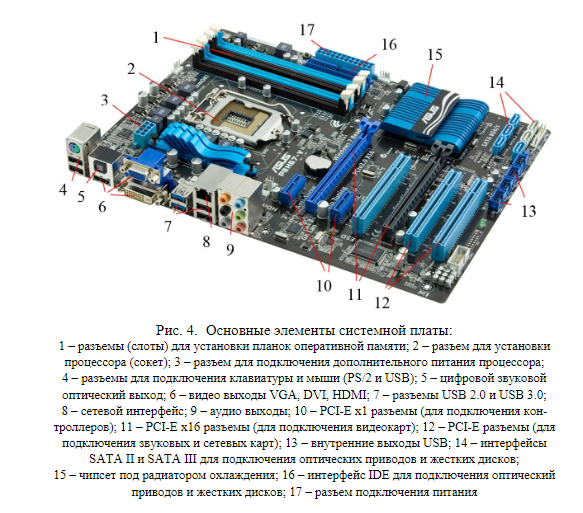 17
1
16
15
2
14
3
ASUS
ASUS
P8H67-V
4
5
6
13
7
8
9
10
11
12
Рис. 4. Основные элементы системной платы:
1 – разъемы (слоты) для установки планок оперативной памяти; 2 – разъем для установки
процессора (сокет); 3 – разъем для подключения дополнительного питания процессора;
4 – разъемы для подключения клавиатуры и мыши (PS/2 и USB); 5 – цифровой звуковой
оптический выход; 6 – видео выходы VGA, DVI, HDMI; 7 – разъемы USB 2.0 и USB 3.0;
8 – сетевой интерфейс; 9 – аудио выходы; 10 – PCI-E x1 разъемы (для подключения кон-
троллеров); 11 – PCI-E x16 разъемы (для подключения видеокарт); 12 – PCI-E разъемы (для
подключения звуковых и сетевых карт); 13 – внутренние выходы USB; 14 – интерфейсы
SATA II и SATA III для подключения оптических приводов и жестких дисков;
15 – чипсет под радиатором охлаждения; 16 – интерфейс IDE для подключения оптический
приводов и жестких дисков; 17 – разъем подключения питания